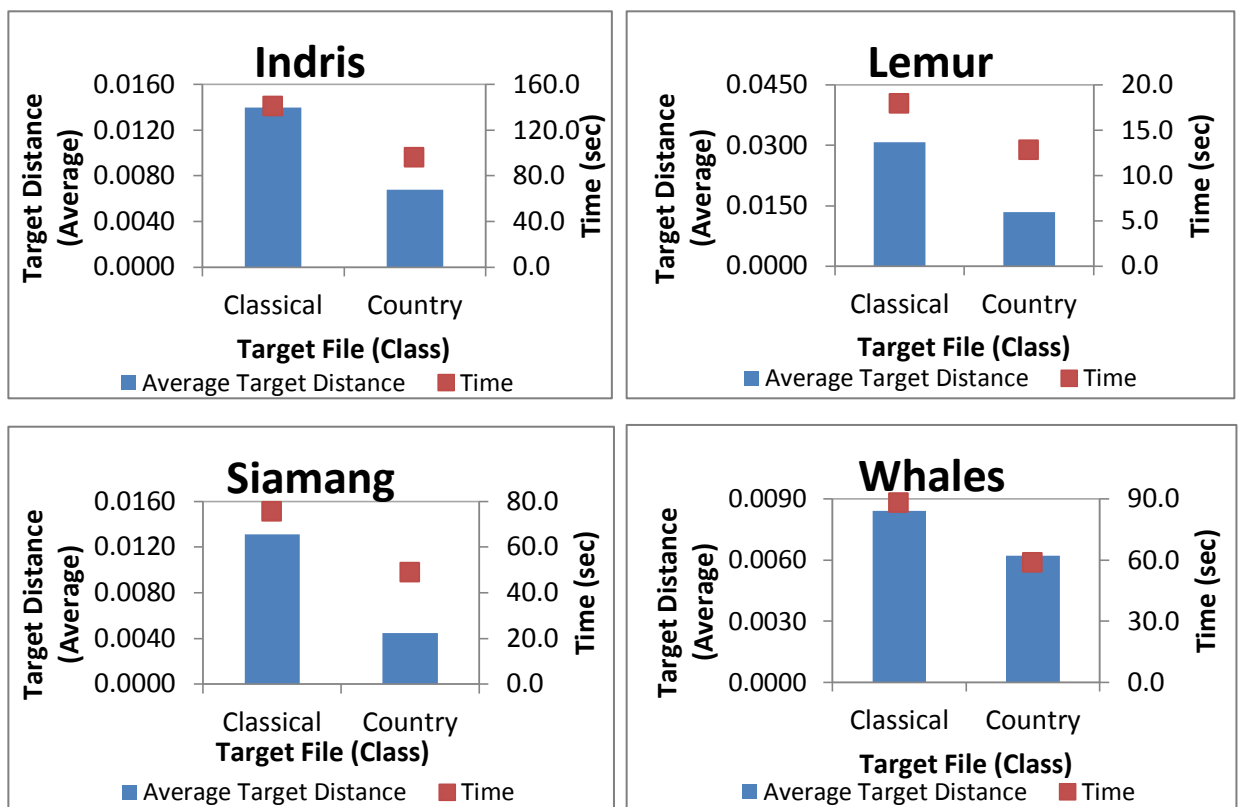 Indris
Target Distance
(Average)
0.0160
0.0120
0.0080
0.0040
0.0000
160.0
120.0
80.0
40.0
0.0
Time (sec)
Classical Country
Target File (Class)
Average Target Distance Time
Lemur
Target Distance
(Average)
0.0450
0.0300
0.0150
0.0000
20.0
15.0
10.0
5.0
0.0
Time (sec)
Classical Country
Target File (Class)
Average Target Distance Time
Siamang
Target Distance
(Average)
0.0160
0.0120
0.0080
0.0040
0.0000
80.0
60.0
40.0
20.0
0.0
Time (sec)
Classical Country
Target File (Class)
Average Target Distance Time
Whales
Target Distance
(Average)
0.0090
0.0060
0.0030
0.0000
90.0
60.0
30.0
0.0
Time (sec)
Classical Country
Target File (Class)
Average Target Distance Time